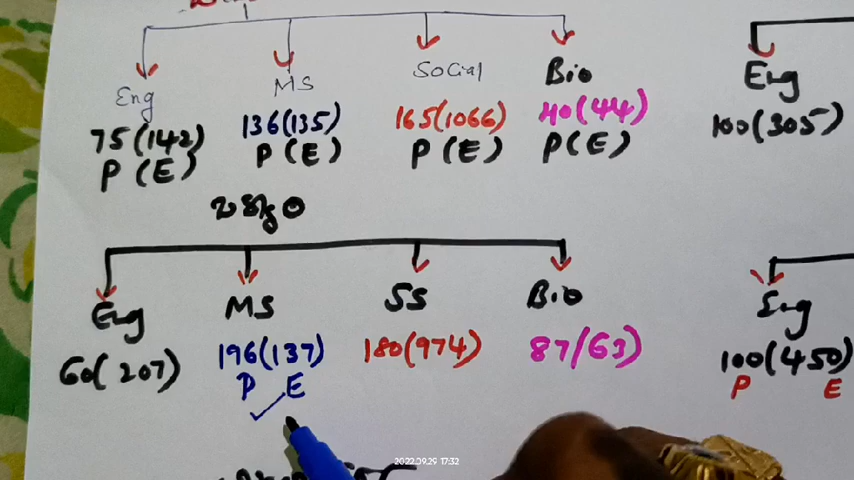 Eng MS Social Bio Eng
75(142) 136(135) 165(1066) 40(44) 100(305)
P (E) P (E) P (E) P(E)
Eng MS SS Bio Eng
60(207) 196(137) 180(974) 87/63) 100(450)
P E P E
2022.09.29 17:32